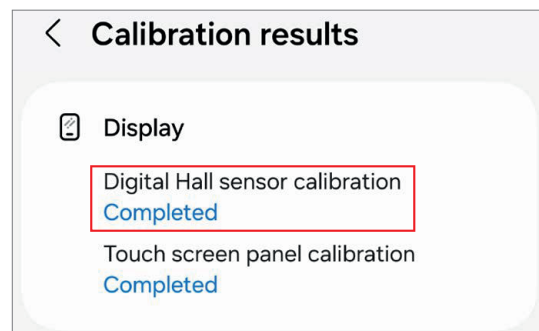 Calibration results
Display
Digital Hall sensor calibration
Completed
Touch screen panel calibration
Completed